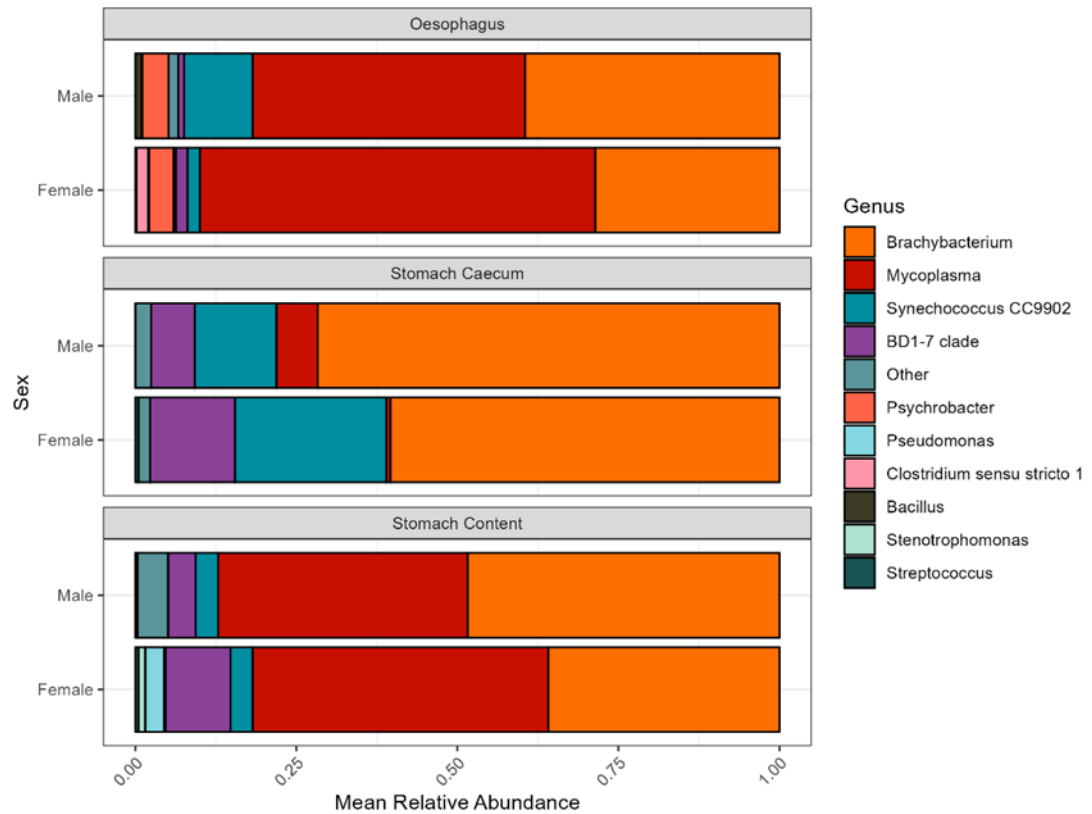 Oesophagus
Male
Female
Stomach Caecum
Male
Female
Stomach Content
Male
Female
Sex
0.00
0.25
0.50
0.75
1.00
Mean Relative Abundance
Genus
Brachybacterium
Mycoplasma
Synechococcus CC9902
BD1-7 clade
Other
Psychrobacter
Pseudomonas
Clostridium sensu stricto 1
Bacillus
Stenotrophomonas
Streptococcus